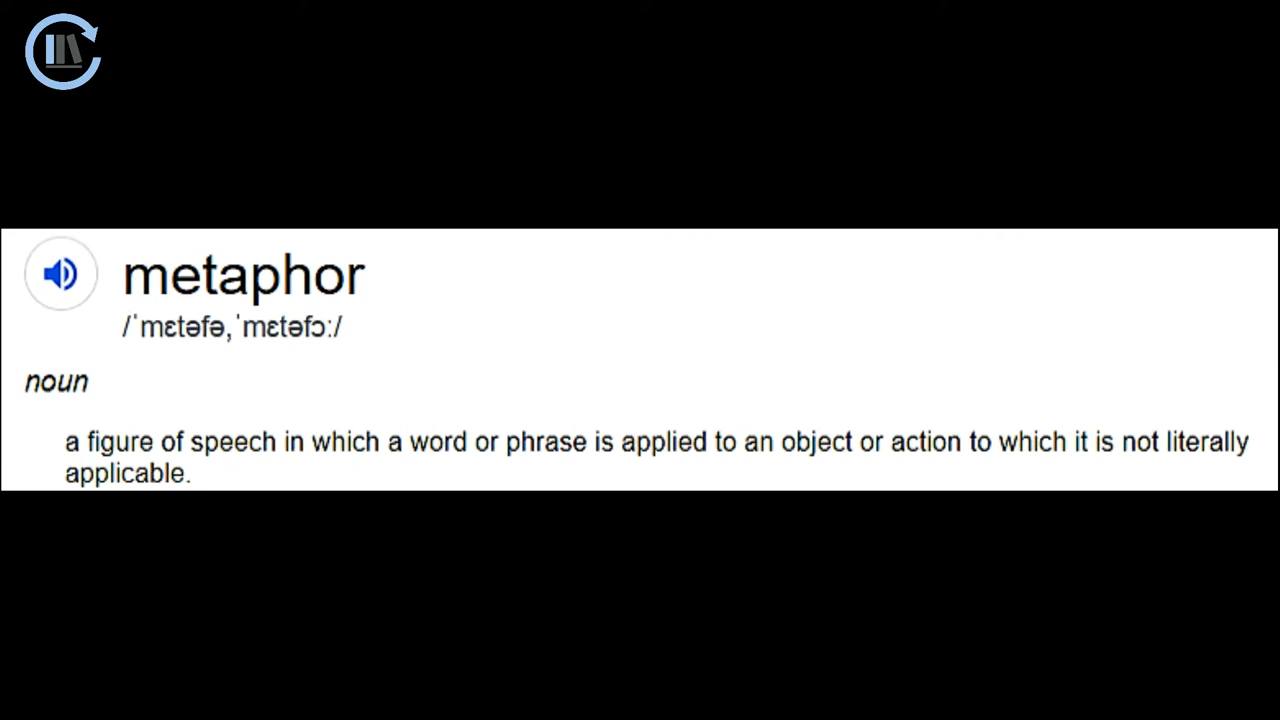 metaphor
/ˈmɛtəfə,ˈmɛtəfɔː/
noun
a figure of speech in which a word or phrase is applied to an object or action to which it is not literally
applicable.